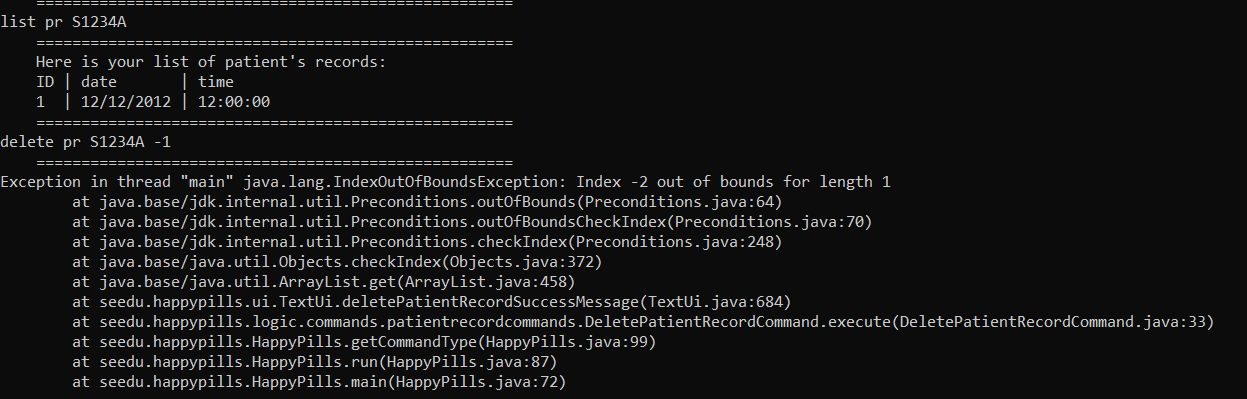 =====================================================
list pr S1234A
    =====================================================
    Here is your list of patient's records:
    ID | date       | time
    1  | 12/12/2012 | 12:00:00
    =====================================================
delete pr S1234A -1
    =====================================================
Exception in thread "main" java.lang.IndexOutOfBoundsException: Index -2 out of bounds for length 1
        at java.base/jdk.internal.util.Preconditions.outOfBounds(Preconditions.java:64)
        at java.base/jdk.internal.util.Preconditions.outOfBoundsCheckIndex(Preconditions.java:70)
        at java.base/jdk.internal.util.Preconditions.checkIndex(Preconditions.java:248)
        at java.base/java.util.Objects.checkIndex(Objects.java:372)
        at java.base/java.util.ArrayList.get(ArrayList.java:458)
        at seedu.happypills.ui.TextUi.deletePatientRecordSuccessMessage(TextUi.java:684)
        at seedu.happypills.logic.commands.patientrecordcommands.DeletePatientRecordCommand.execute(DeletePatientRecordCommand.java:33)
        at seedu.happypills.HappyPills.getCommandType(HappyPills.java:99)
        at seedu.happypills.HappyPills.run(HappyPills.java:87)
        at seedu.happypills.HappyPills.main(HappyPills.java:72)